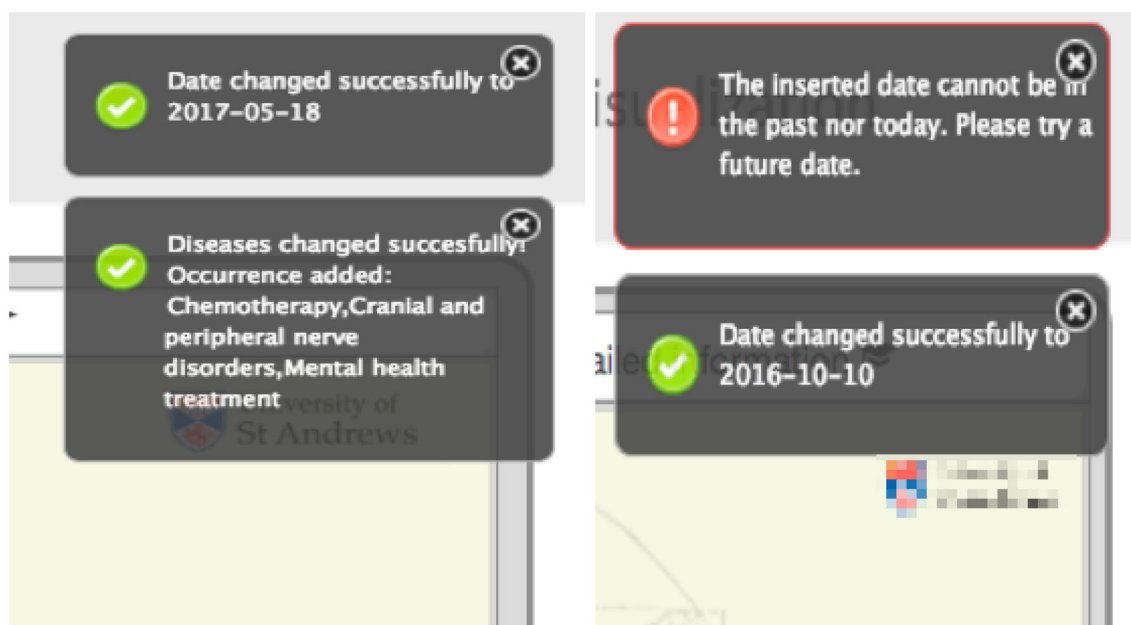 Date changed successfully to
2017-05-18
Diseases changed succesfully!
Occurrence added:
Chemotherapy,Cranial and
peripheral nerve
disorders,Mental health
treatment
University of
St Andrews
The inserted date cannot be in
the past nor today. Please try a
future date.
Date changed successfully to
2016-10-10